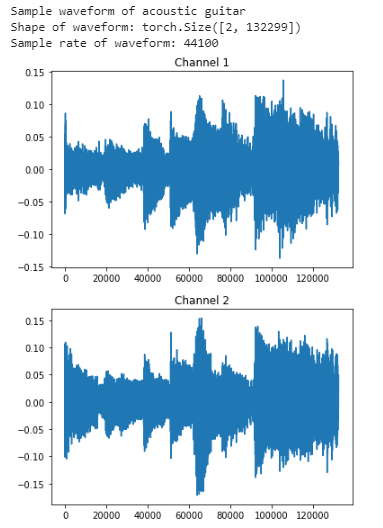 Sample waveform of acoustic guitar
Shape of waveform: torch.Size([2, 132299])
Sample rate of waveform: 44100
Channel 1
0.15
0.10
0.05
0.00
−0.05
−0.10
−0.15
0 20000 40000 60000 80000 100000 120000
Channel 2
0.15
0.10
0.05
0.00
−0.05
−0.10
−0.15
0 20000 40000 60000 80000 100000 120000